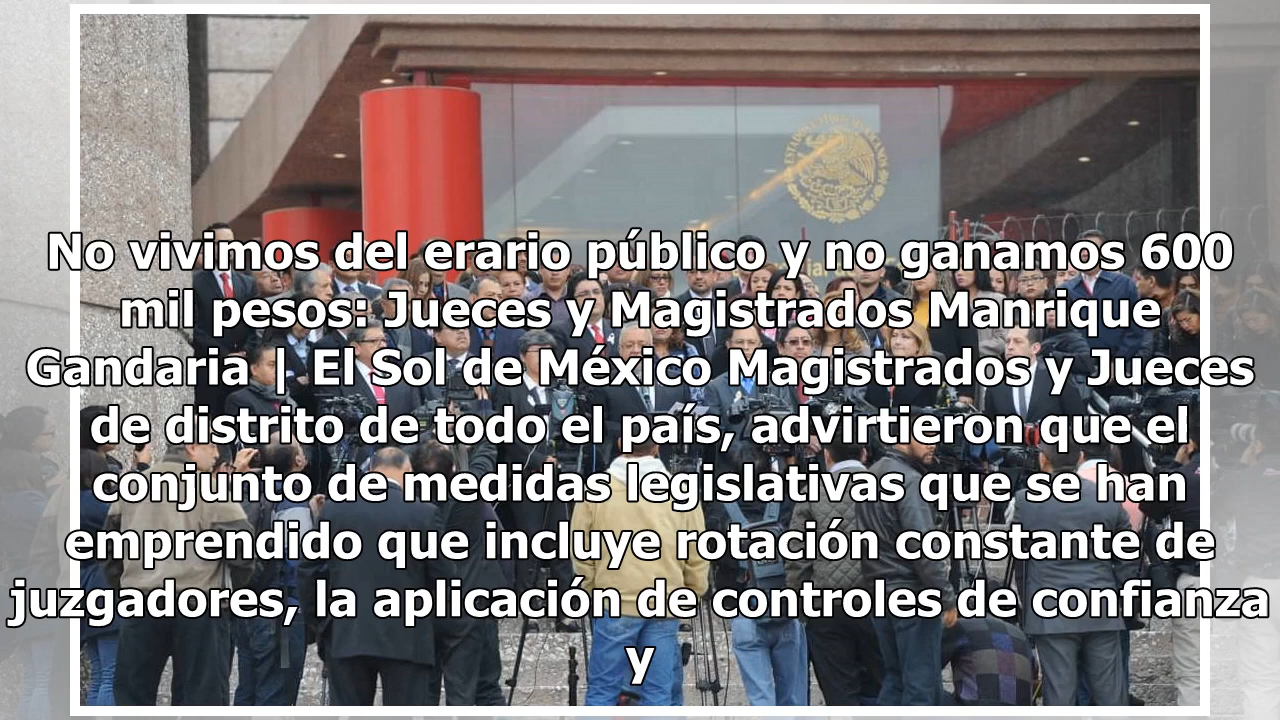 No vivimos del erario público y no ganamos 600
mil pesos: Jueces y Magistrados Manrique
Gandaria | El Sol de México Magistrados y Jueces
de distrito de todo el país, advirtieron que el
conjunto de medidas legislativas que se han
emprendido que incluye rotación constante de
juzgadores, la aplicación de controles de confianza
y